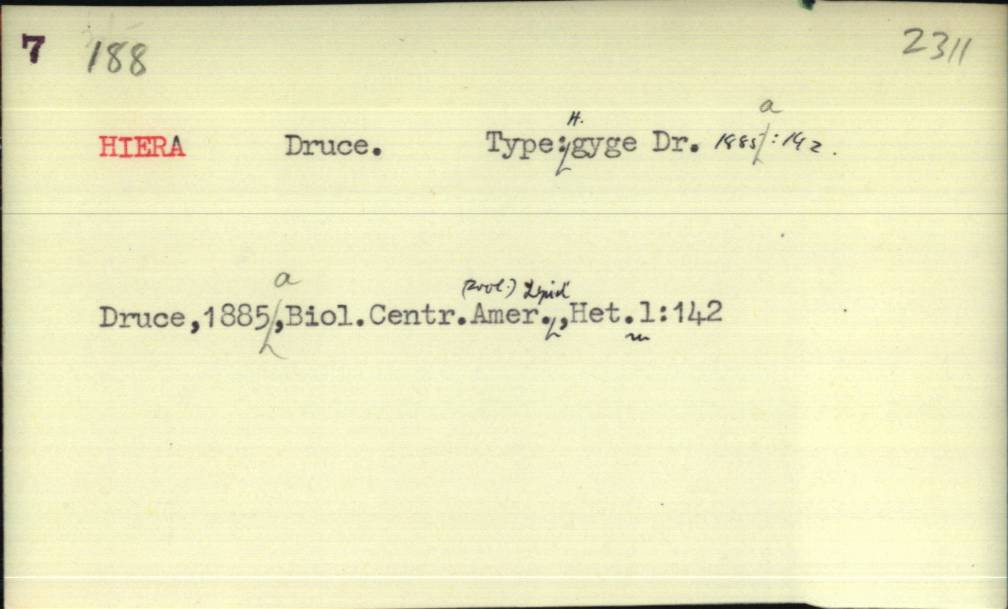 7 188 2311
HIERA Druce. Type: H. gyge Dr. 1885a:142.
Druce,1885a,Biol.Centr.Amer.(Zool.) Lepid,Het.1:142